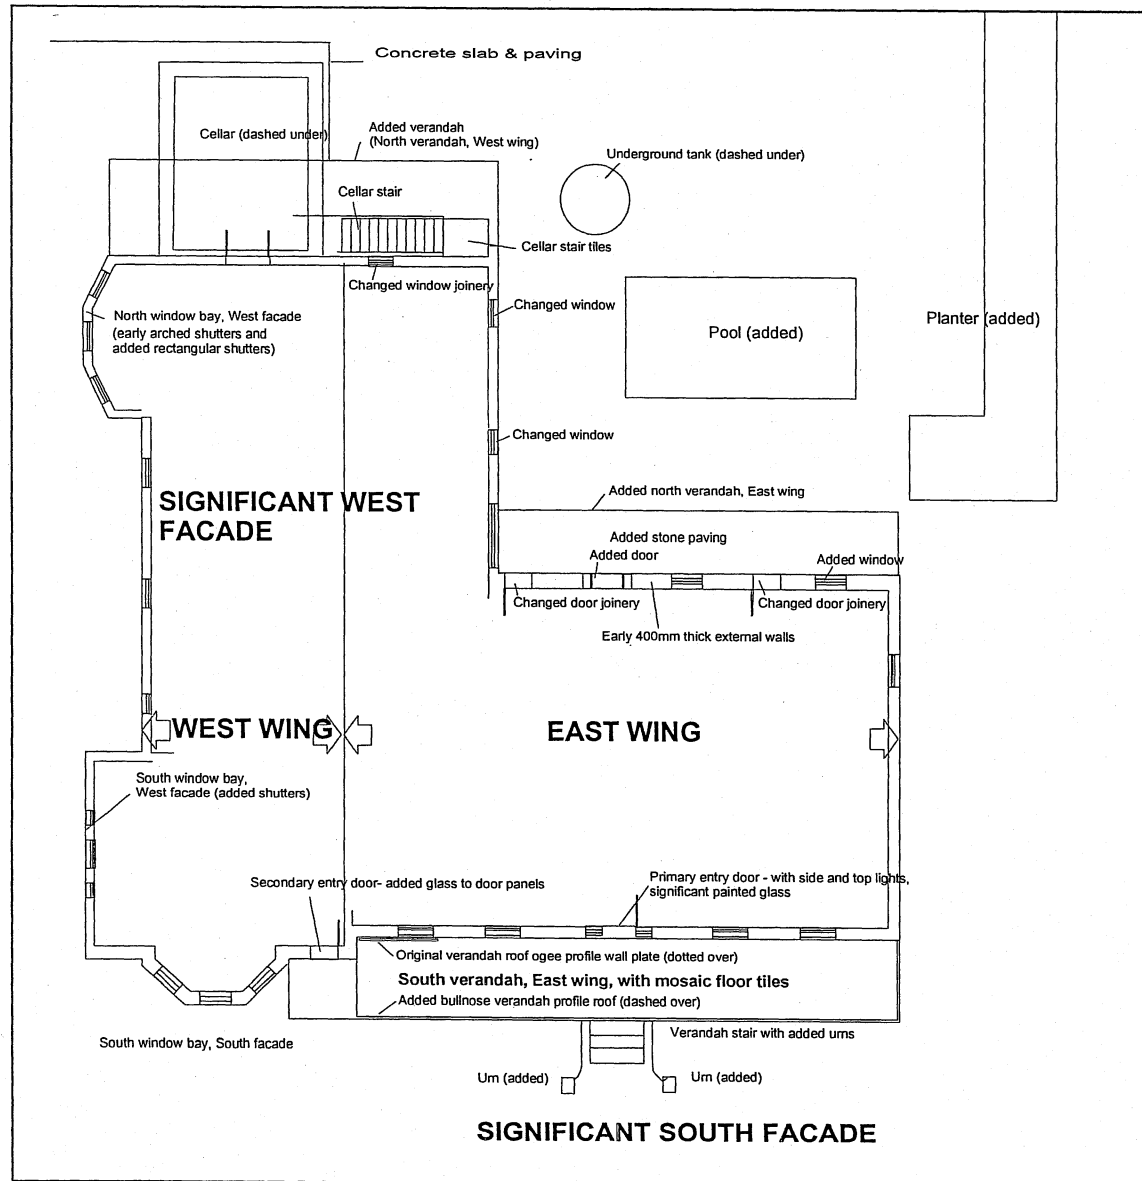 Concrete slab & paving
Cellar (dashed under)
Added verandah
(North verandah, West wing)
Underground tank (dashed under)
Cellar stair
Cellar stair tiles
Changed window joinery
Changed window
North window bay, West facade
(early arched shutters and
added rectangular shutters)
Pool (added)
Planter (added)
Changed window
SIGNIFICANT WEST
FACADE
Added north verandah, East wing
Added stone paving
Added door
Added window
Changed door joinery
Changed door joinery
Early 400mm thick external walls
WEST WING
EAST WING
South window bay,
West facade (added shutters)
Secondary entry door- added glass to door panels
Primary entry door - with side and top lights,
significant painted glass
Original verandah roof ogee profile wall plate (dotted over)
South verandah, East wing, with mosaic floor tiles
Added bullnose verandah profile roof (dashed over)
South window bay, South facade
Verandah stair with added urns
Urn (added)
Urn (added)
SIGNIFICANT SOUTH FACADE